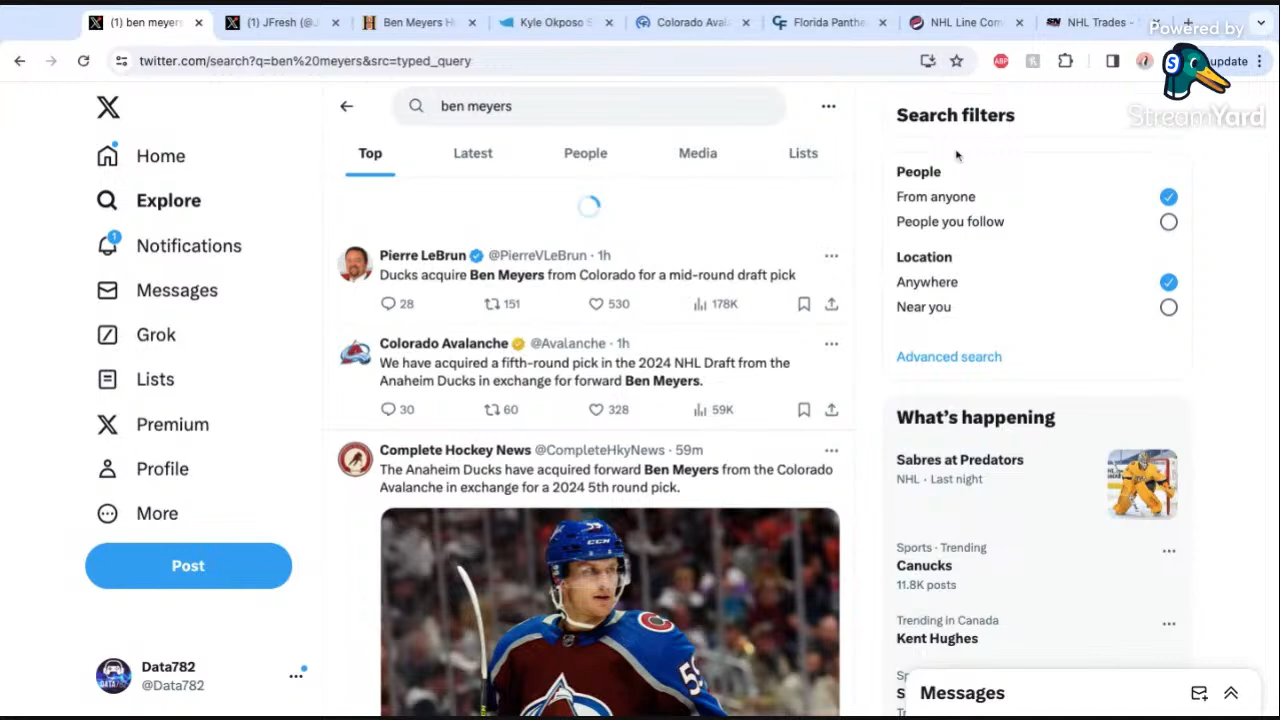 (1) ben meyers
(1) JFresh (@J
Ben Meyers H
Kyle Okposo S
Colorado Aval
Florida Panthe
NHL Line Com
NHL Trades -
Powered by
StreamYard
twitter.com/search?q=ben%20meyers&src=typed_query
ABP
update
ben meyers
Home
Explore
1
Notifications
Messages
Grok
Lists
Premium
Profile
More
Post
Data782
@Data782
Top
Latest
People
Media
Lists
Pierre LeBrun @PierreVLeBrun · 1h
Ducks acquire Ben Meyers from Colorado for a mid-round draft pick
28
151
530
178K
Colorado Avalanche @Avalanche · 1h
We have acquired a fifth-round pick in the 2024 NHL Draft from the
Anaheim Ducks in exchange for forward Ben Meyers.
30
60
328
59K
Complete Hockey News @CompleteHkyNews · 59m
The Anaheim Ducks have acquired forward Ben Meyers from the Colorado
Avalanche in exchange for a 2024 5th round pick.
CCM
Search filters
People
From anyone
People you follow
Location
Anywhere
Near you
Advanced search
What's happening
Sabres at Predators
NHL · Last night
Sports · Trending
Canucks
11.8K posts
Trending in Canada
Kent Hughes
Messages